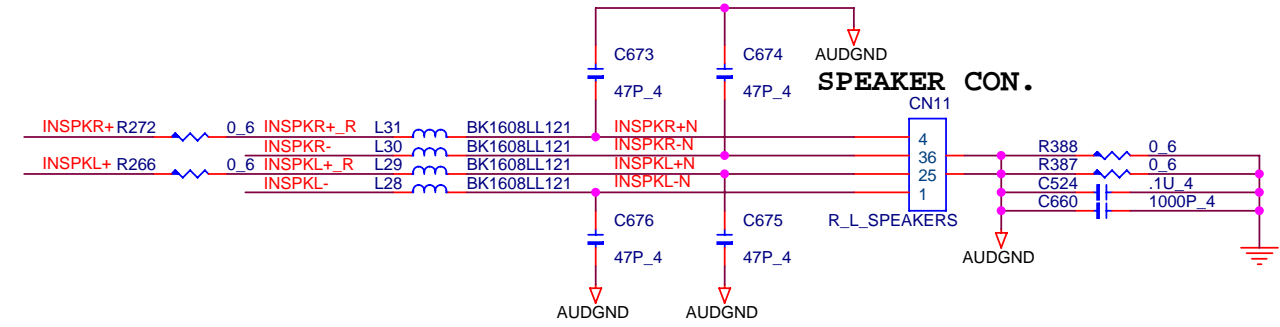 C673
C674
AUDGND
47P_4
47P_4
SPEAKER CON.
CN11
INSPKR+ R272 0_6 INSPKR+_R L31 BK1608LL121 INSPKR+N
4
INSPKR- L30 BK1608LL121 INSPKR-N
36
R388 0_6
INSPKL+ R266 0_6 INSPKL+_R L29 BK1608LL121 INSPKL+N
25
R387 0_6
INSPKL- L28 BK1608LL121 INSPKL-N
1
C524 .1U_4
C660 1000P_4
C676
C675
R_L_SPEAKERS
47P_4
47P_4
AUDGND
AUDGND
AUDGND